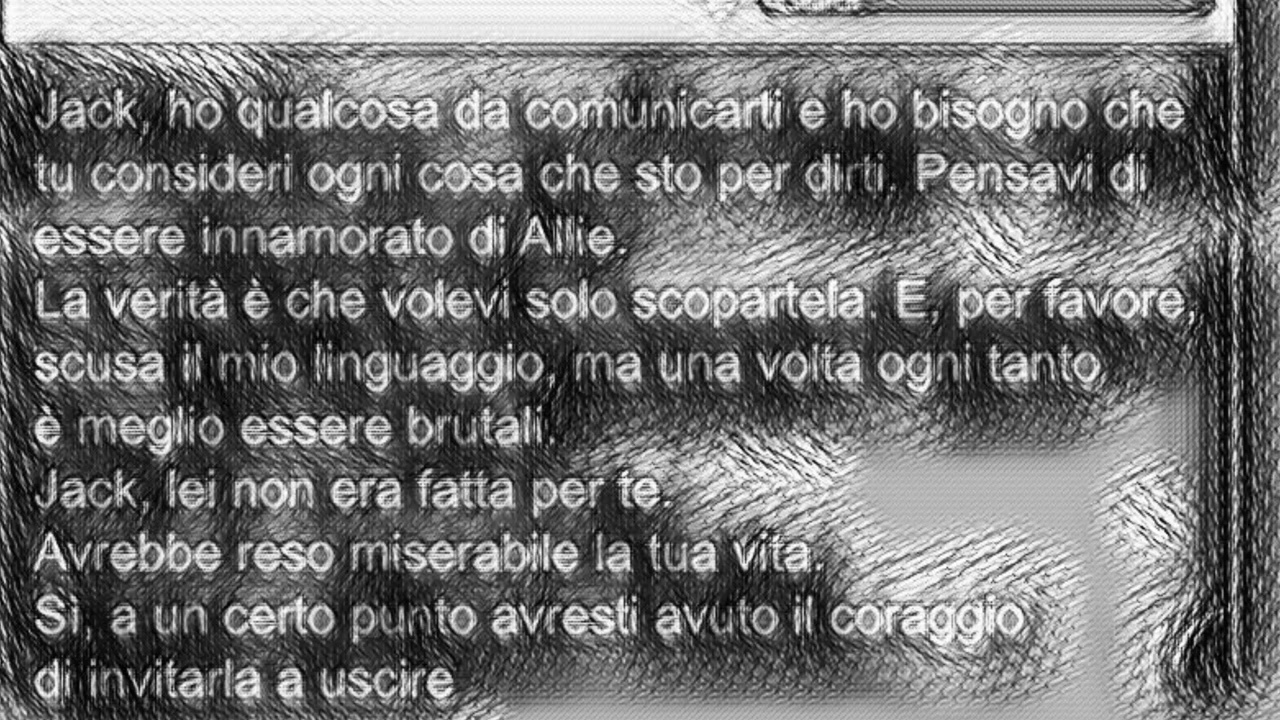 Jack, ho qualcosa da comunicarti e ho bisogno che
tu consideri ogni cosa che sto per dirti. Pensavi di
essere innamorato di Allie.
La verità è che volevi solo scopartela. E, per favore,
scusa il mio linguaggio, ma una volta ogni tanto
è meglio essere brutali.
Jack, lei non era fatta per te.
Avrebbe reso miserabile la tua vita.
Sì, a un certo punto avresti avuto il coraggio
di invitarla a uscire